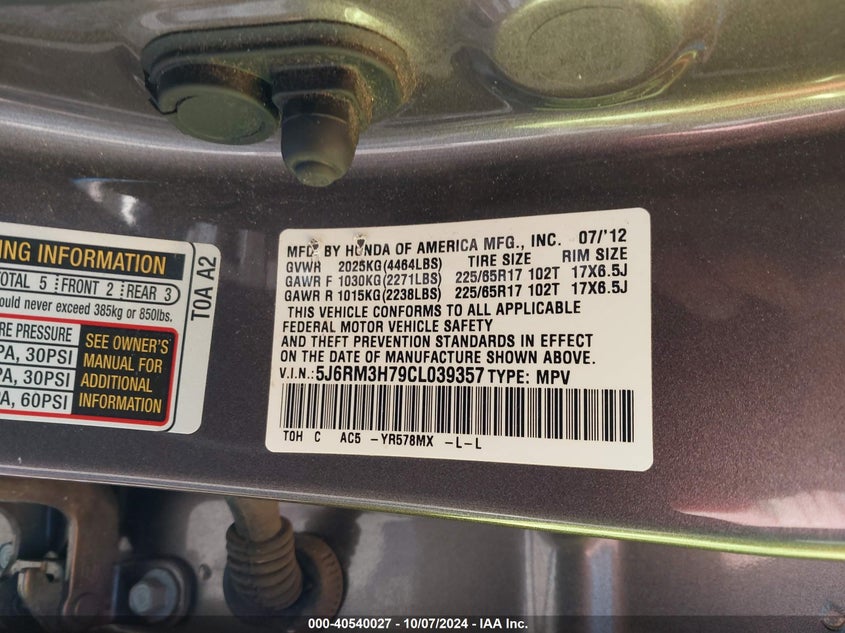 ING INFORMATION
TOTAL 5 FRONT 2 REAR 3
ould never exceed 385kg or 850lbs.
RE PRESSURE
PA, 30PSI
PA, 30PSI
A, 60PSI
SEE OWNER'S
MANUAL FOR
ADDITIONAL
INFORMATION
TOA A2
MFD. BY HONDA OF AMERICA MFG., INC. 07/'12
GVWR 2025KG(4464LBS) TIRE SIZE RIM SIZE
GAWR F 1030KG(2271LBS) 225/65R17 102T 17X6.5J
GAWR R 1015KG(2238LBS) 225/65R17 102T 17X6.5J
THIS VEHICLE CONFORMS TO ALL APPLICABLE
FEDERAL MOTOR VEHICLE SAFETY
AND THEFT PREVENTION STANDARDS IN EFFECT
ON THE DATE OF MANUFACTURE SHOWN ABOVE.
V.I.N.: 5J6RM3H79CL039357 TYPE: MPV
TOH C AC5 -YR578MX -L-L
000-40540027 - 10/07/2024 - IAA Inc.